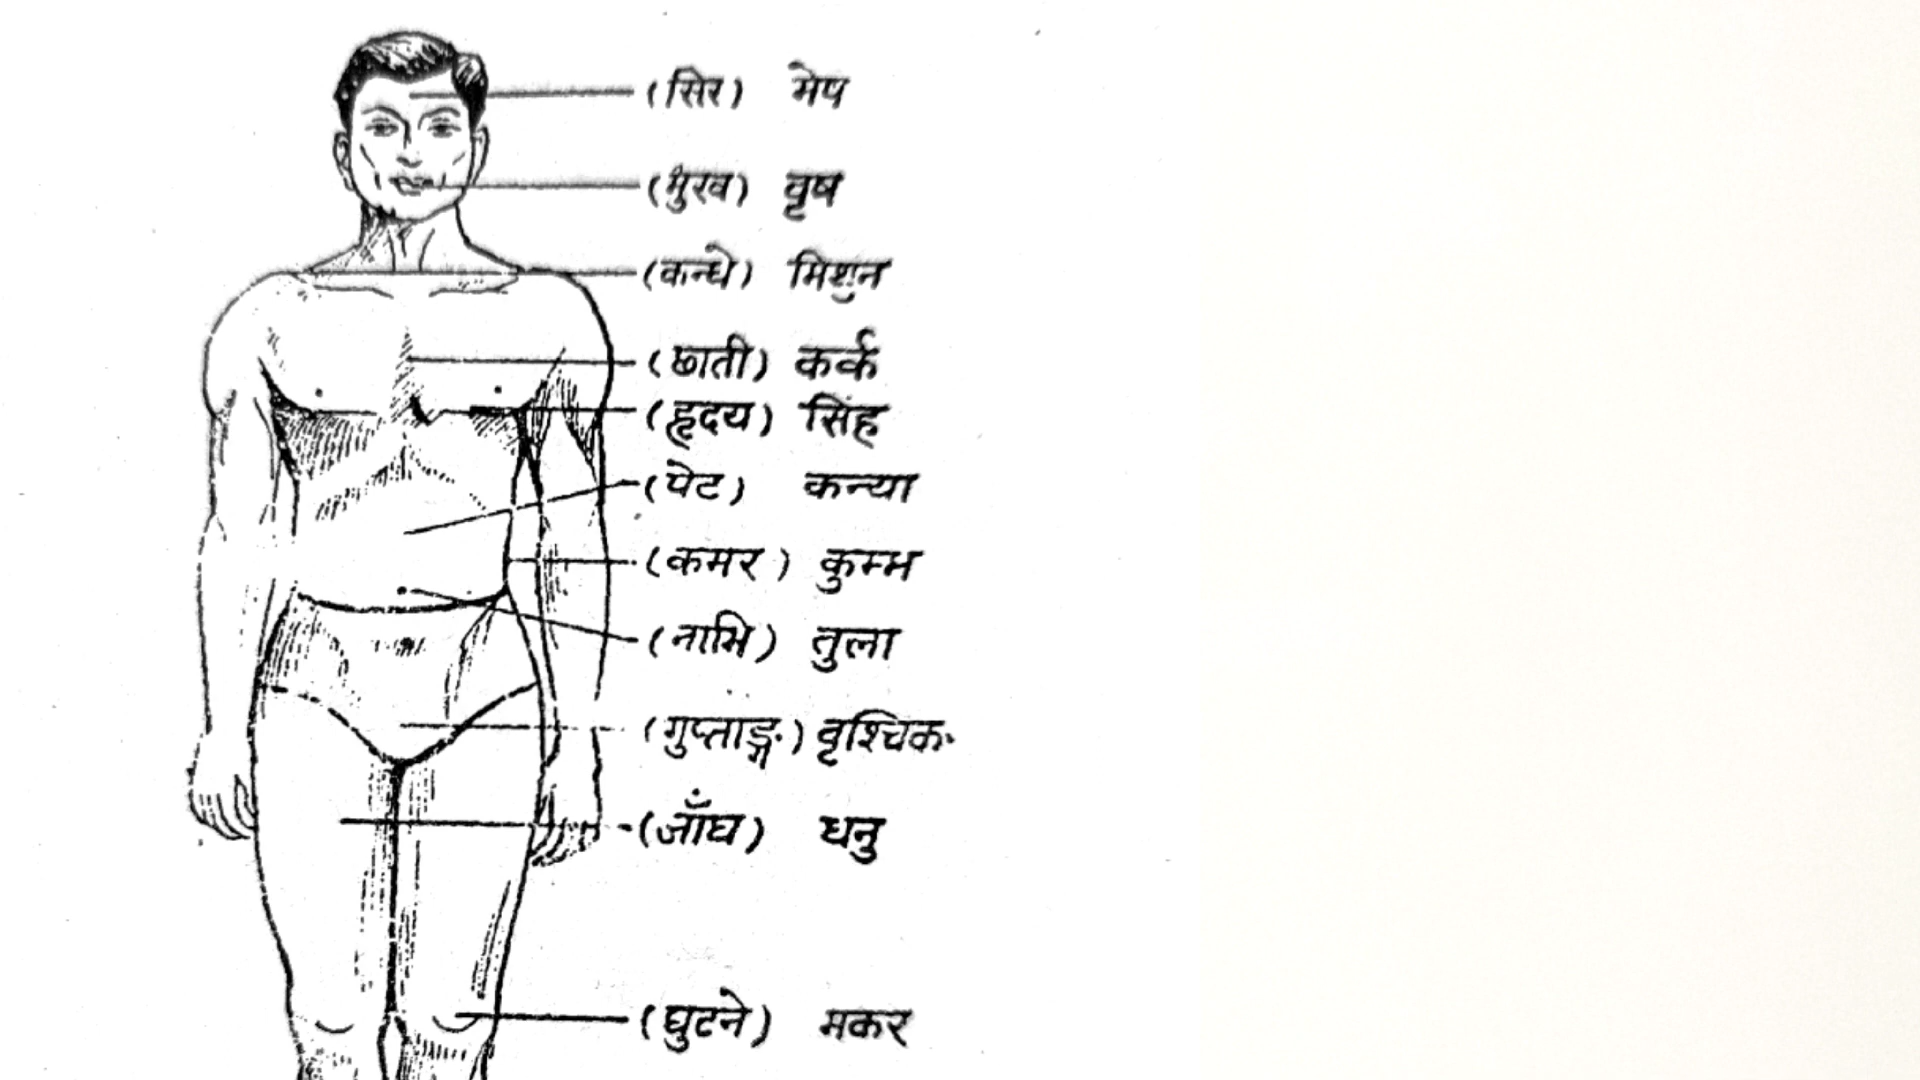 (सिर) मेष
(मुख) वृष
(कन्धे) मिथुन
(छाती) कर्क
(हृदय) सिंह
(पेट) कन्या
(कमर) कुम्भ
(नाभि) तुला
(गुप्ताङ्ग) वृश्चिक
(जाँघ) धनु
(घुटने) मकर